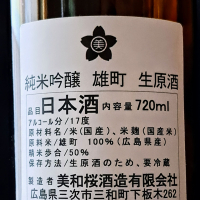 美
純米吟醸 雄町 生原酒
品目 日本酒 内容量 720ml
アルコール分/17度
原材料名/米(国産)、米麹(国産米)
原料米/雄町 100%(広島県産)
精米歩合/50%
保存方法/生原酒のため、要冷蔵
製造者 美和桜酒造有限会社
広島県三次市三和町下板木262